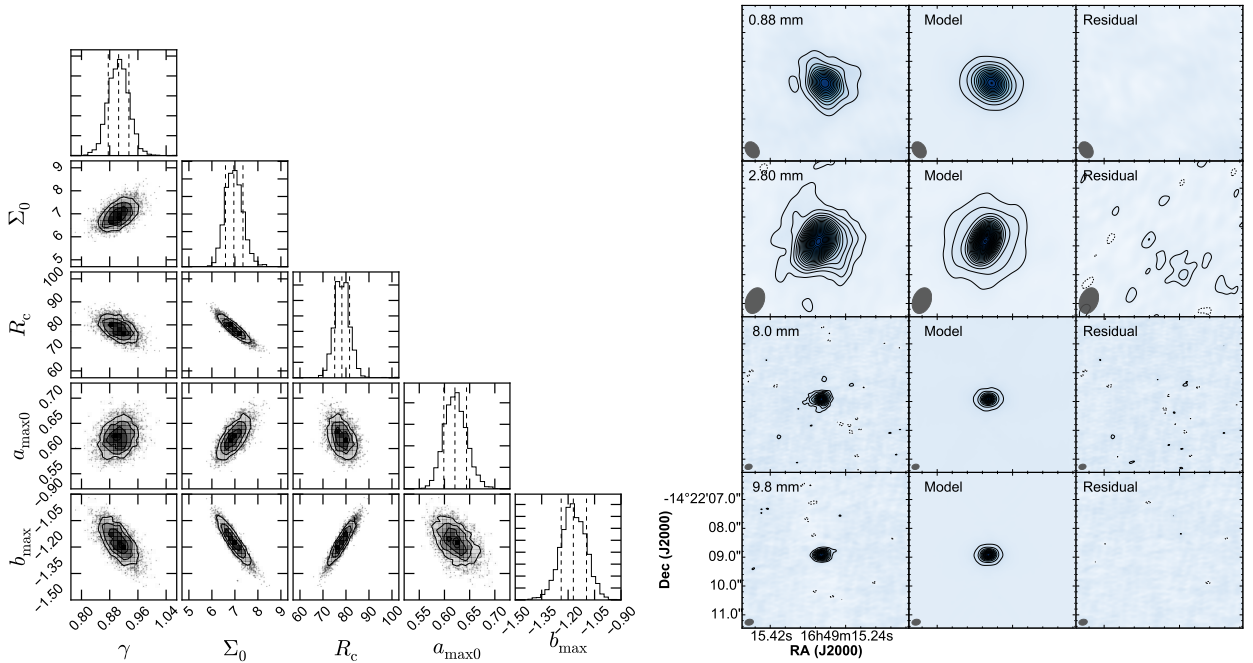 Σ0
9
8
7
6
5
Rc
100
90
80
70
60
amax0
0.70
0.65
0.60
0.55
0.90
bmax
−0.90
−1.05
−1.20
−1.35
−1.50
0.80 0.88 0.96 1.04
5 6 7 8 9
60 70 80 90 100
0.55 0.60 0.65 0.70
−1.50 −1.35 −1.20 −1.05 −0.90
γ Σ0 Rc amax0 bmax
0.88 mm Model Residual
2.80 mm Model Residual
8.0 mm Model Residual
9.8 mm Model Residual
-14°22'07.0"
08.0"
09.0"
10.0"
11.0"
Dec (J2000)
15.42s 16h49m15.24s
RA (J2000)